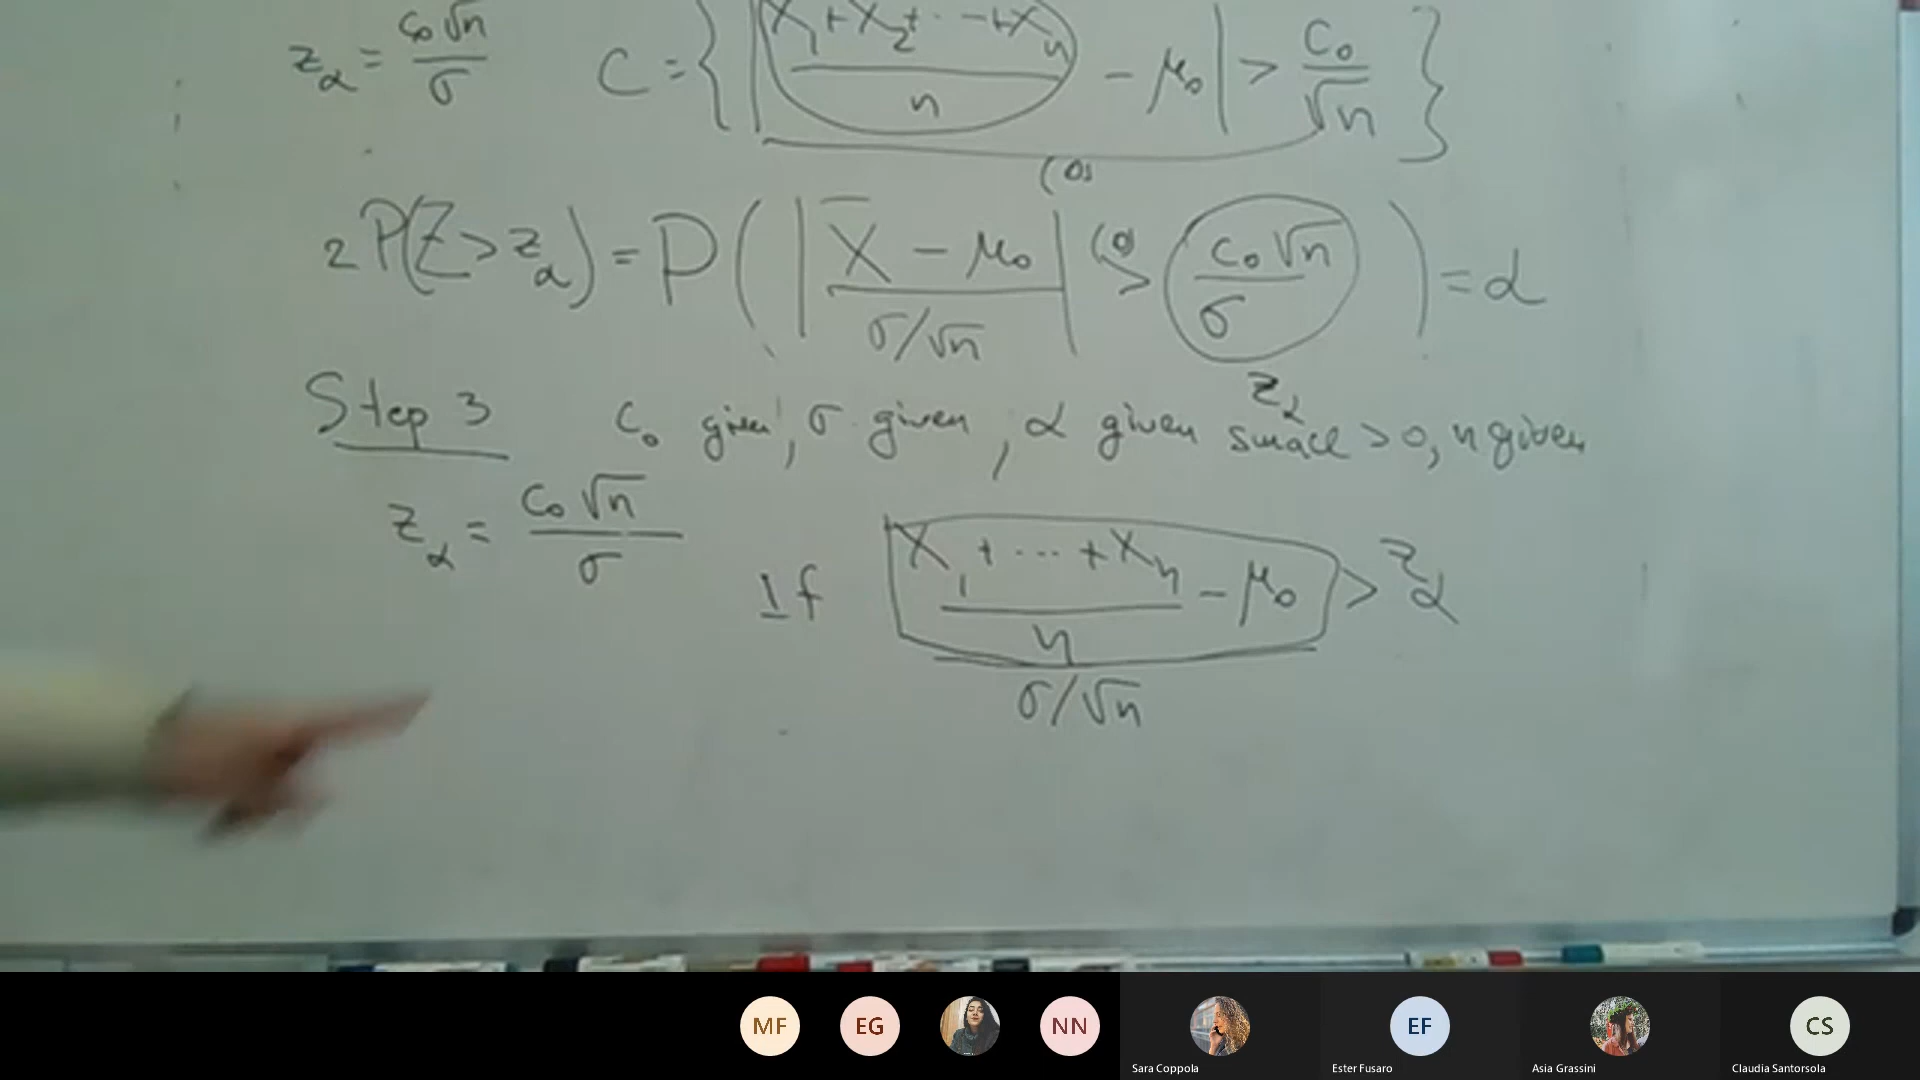 z_α = c₀√n / σ C = { | (X₁+X₂+···+Xₙ) / n − μ₀ | > c₀/√n }
(0)
2P(Z > z_α) = P( | (X̄ − μ₀) / (σ/√n) | (0) > c₀√n / σ ) = α
z_α
Step 3 c₀ given, σ given, α given small > 0, n given
z_α = c₀√n / σ
If ((X₁ + ··· + Xₙ) / n − μ₀) / (σ/√n) > z_α
MF EG NN EF CS
Sara Coppola Ester Fusaro Asia Grassini Claudia Santorsola